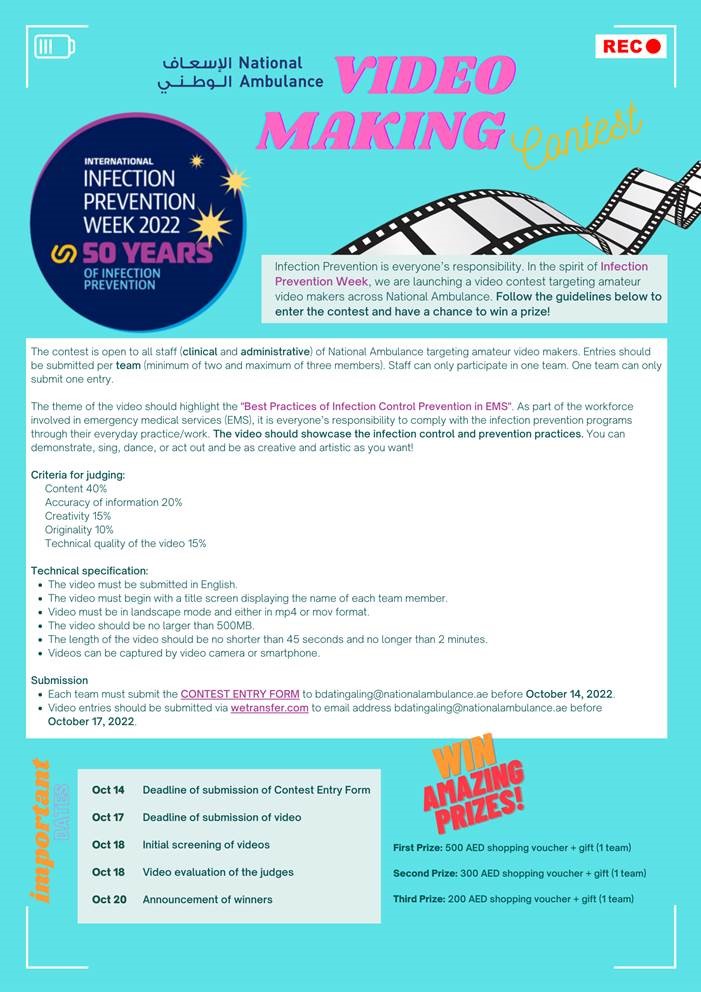 REC
الإسعاف National
الـوطـنـي Ambulance
VIDEO
MAKING
Contest
INTERNATIONAL
INFECTION
PREVENTION
WEEK 2022
50 YEARS
OF INFECTION
PREVENTION
Infection Prevention is everyone's responsibility. In the spirit of Infection
Prevention Week, we are launching a video contest targeting amateur
video makers across National Ambulance. Follow the guidelines below to
enter the contest and have a chance to win a prize!
The contest is open to all staff (clinical and administrative) of National Ambulance targeting amateur video makers. Entries should
be submitted per team (minimum of two and maximum of three members). Staff can only participate in one team. One team can only
submit one entry.
The theme of the video should highlight the "Best Practices of Infection Control Prevention in EMS". As part of the workforce
involved in emergency medical services (EMS), it is everyone's responsibility to comply with the infection prevention programs
through their everyday practice/work. The video should showcase the infection control and prevention practices. You can
demonstrate, sing, dance, or act out and be as creative and artistic as you want!
Criteria for judging:
Content 40%
Accuracy of information 20%
Creativity 15%
Originality 10%
Technical quality of the video 15%
Technical specification:
• The video must be submitted in English.
• The video must begin with a title screen displaying the name of each team member.
• Video must be in landscape mode and either in mp4 or mov format.
• The video should be no larger than 500MB.
• The length of the video should be no shorter than 45 seconds and no longer than 2 minutes.
• Videos can be captured by video camera or smartphone.
Submission
• Each team must submit the CONTEST ENTRY FORM to bdatingaling@nationalambulance.ae before October 14, 2022.
• Video entries should be submitted via wetransfer.com to email address bdatingaling@nationalambulance.ae before
October 17, 2022.
important
DATES
Oct 14 Deadline of submission of Contest Entry Form
Oct 17 Deadline of submission of video
Oct 18 Initial screening of videos
Oct 18 Video evaluation of the judges
Oct 20 Announcement of winners
WIN
AMAZING
PRIZES!
First Prize: 500 AED shopping voucher + gift (1 team)
Second Prize: 300 AED shopping voucher + gift (1 team)
Third Prize: 200 AED shopping voucher + gift (1 team)